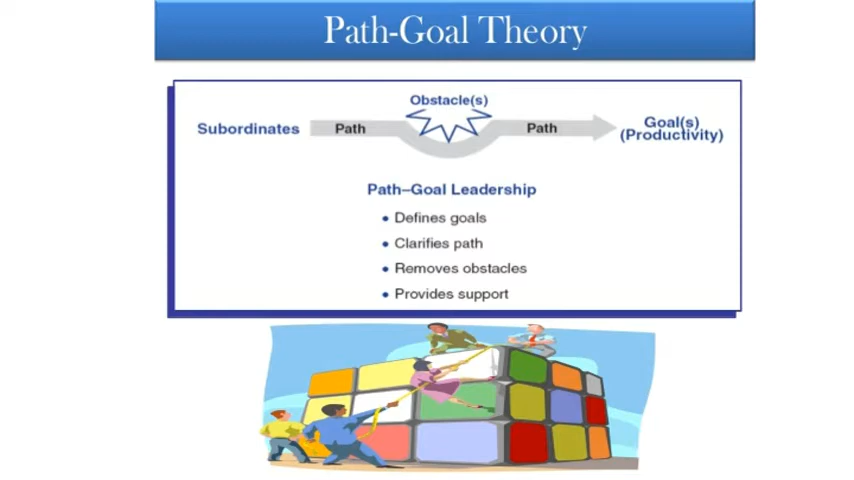 Path-Goal Theory
Obstacle(s)
Subordinates Path Path Goal(s)
(Productivity)
Path–Goal Leadership
• Defines goals
• Clarifies path
• Removes obstacles
• Provides support